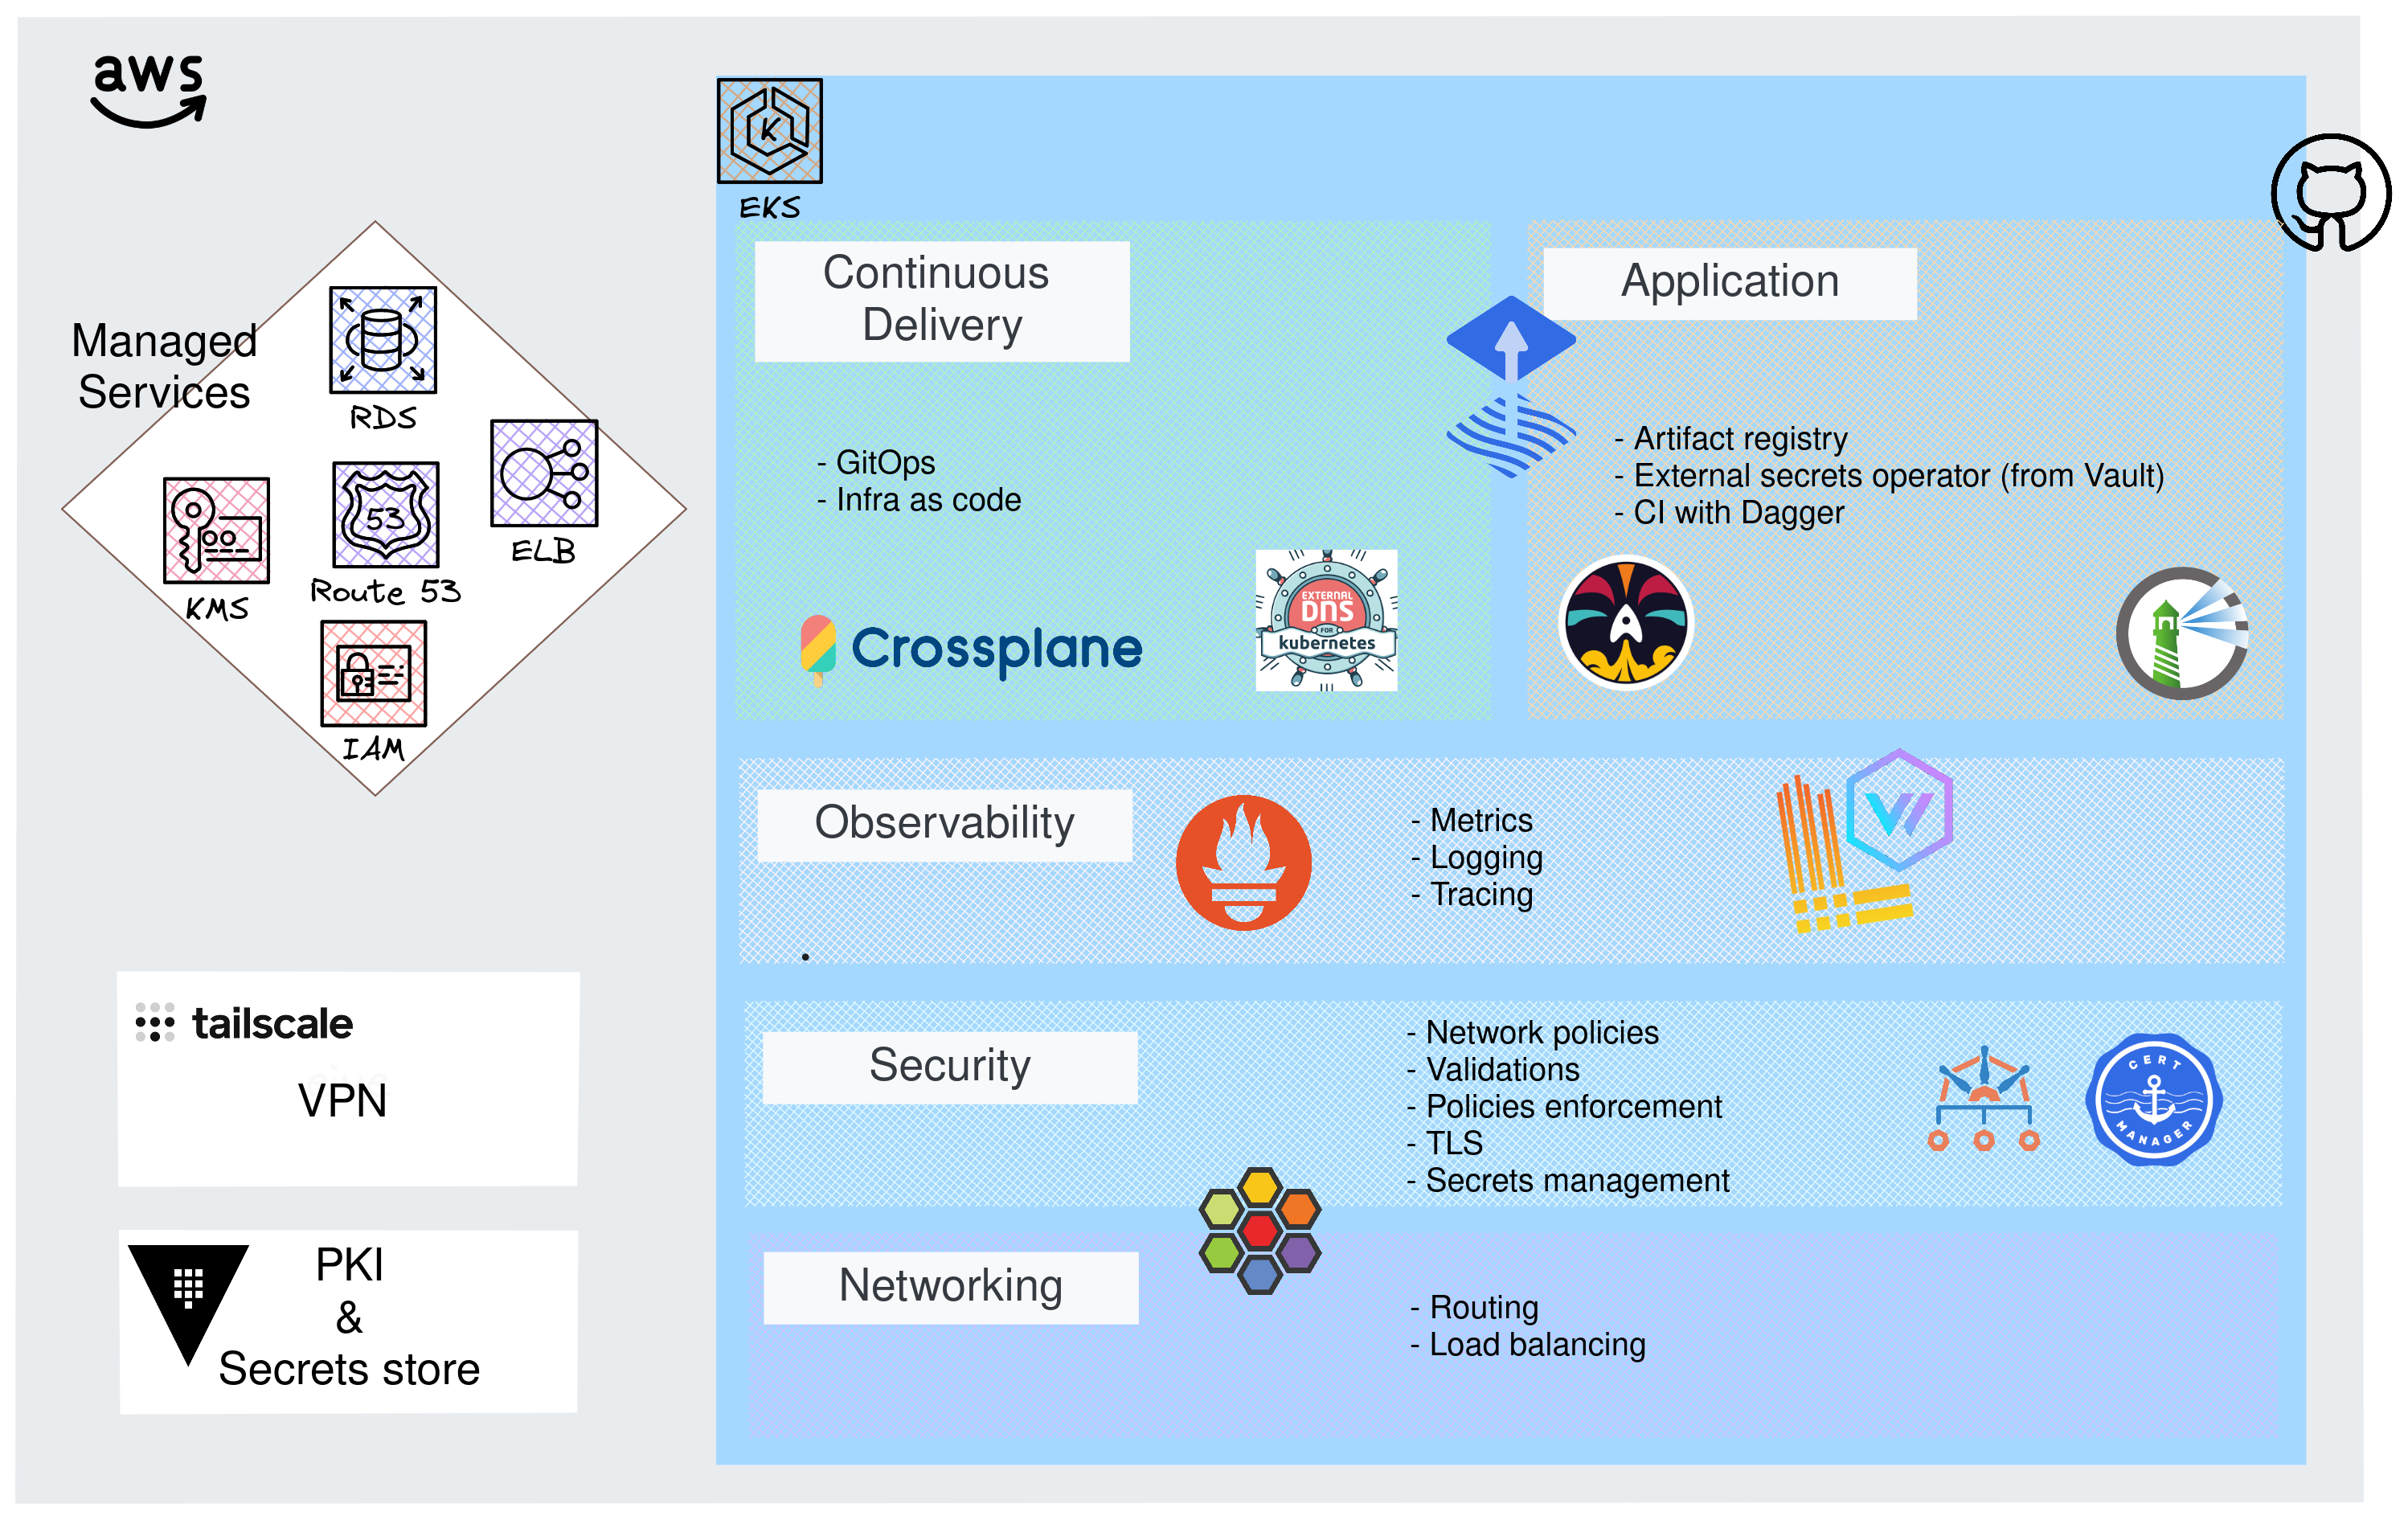 aws
EKS
Managed
Services
RDS
ELB
KMS
53
Route 53
IAM
tailscale
VPN
PKI
&
Secrets store
K
Continuous
Delivery
- GitOps
- Infra as code
Crossplane
EXTERNAL
DNS
FOR
kubernetes
Application
- Artifact registry
- External secrets operator (from Vault)
- CI with Dagger
Observability
- Metrics
- Logging
- Tracing
Security
- Network policies
- Validations
- Policies enforcement
- TLS
- Secrets management
CERT
MANAGER
Networking
- Routing
- Load balancing